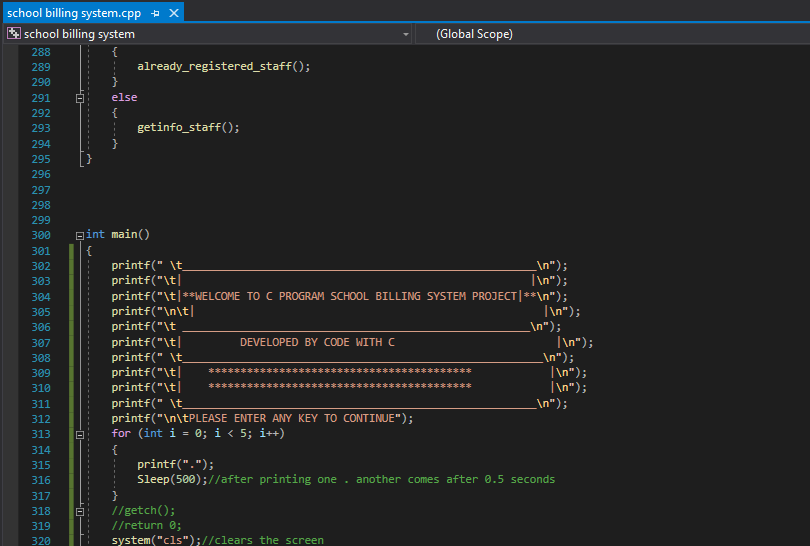 school billing system.cpp
school billing system (Global Scope)
288 {
289 already_registered_staff();
290 }
291 else
292 {
293 getinfo_staff();
294 }
295 }
296
297
298
299
300 int main()
301 {
302 printf(" \t_______________________________________________________\n");
303 printf("\t| |\n");
304 printf("\t|**WELCOME TO C PROGRAM SCHOOL BILLING SYSTEM PROJECT|**\n");
305 printf("\n\t| |\n");
306 printf("\t ______________________________________________________\n");
307 printf("\t| DEVELOPED BY CODE WITH C |\n");
308 printf(" \t________________________________________________________\n");
309 printf("\t| ***************************************** |\n");
310 printf("\t| ***************************************** |\n");
311 printf(" \t_______________________________________________________\n");
312 printf("\n\tPLEASE ENTER ANY KEY TO CONTINUE");
313 for (int i = 0; i < 5; i++)
314 {
315 printf(".");
316 Sleep(500);//after printing one . another comes after 0.5 seconds
317 }
318 //getch();
319 //return 0;
320 system("cls");//clears the screen